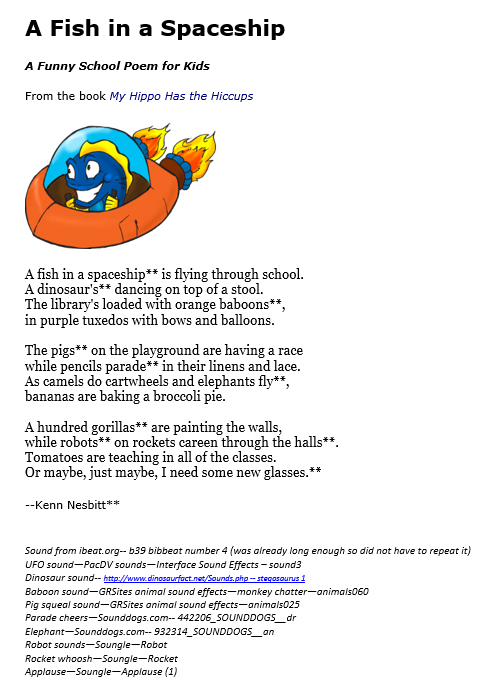 A Fish in a Spaceship
A Funny School Poem for Kids
From the book My Hippo Has the Hiccups
A fish in a spaceship** is flying through school.
A dinosaur's** dancing on top of a stool.
The library's loaded with orange baboons**,
in purple tuxedos with bows and balloons.
The pigs** on the playground are having a race
while pencils parade** in their linens and lace.
As camels do cartwheels and elephants fly**,
bananas are baking a broccoli pie.
A hundred gorillas** are painting the walls,
while robots** on rockets careen through the halls**.
Tomatoes are teaching in all of the classes.
Or maybe, just maybe, I need some new glasses.**
--Kenn Nesbitt**
Sound from ibeat.org-- b39 bibbeat number 4 (was already long enough so did not have to repeat it)
UFO sound—PacDV sounds—Interface Sound Effects – sound3
Dinosaur sound-- http://www.dinosaurfact.net/Sounds.php -- stegosaurus 1
Baboon sound—GRSites animal sound effects—monkey chatter—animals060
Pig squeal sound—GRSites animal sound effects—animals025
Parade cheers—Sounddogs.com-- 442206_SOUNDDOGS__dr
Elephant—Sounddogs.com-- 932314_SOUNDDOGS__an
Robot sounds—Soungle—Robot
Rocket whoosh—Soungle—Rocket
Applause—Soungle—Applause (1)